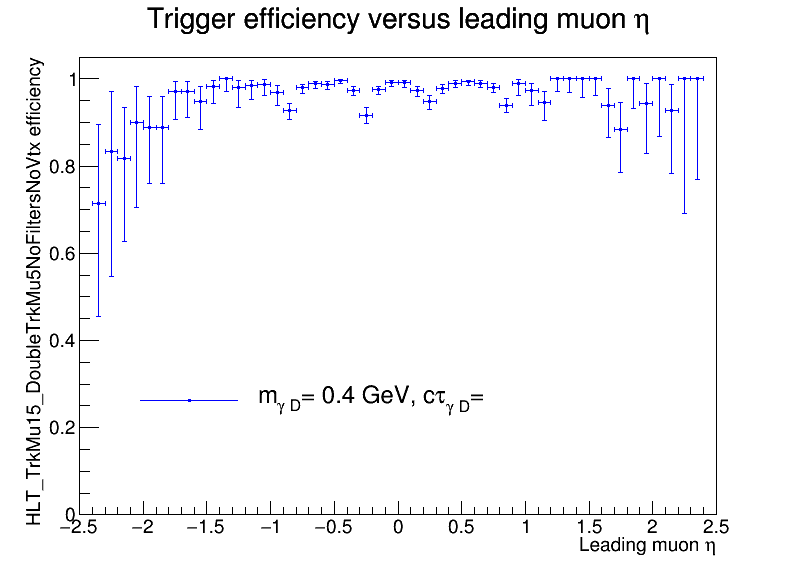 Trigger efficiency versus leading muon η
HLT_TrkMu15_DoubleTrkMu5NoFiltersNoVtx efficiency
1
0.8
0.6
0.4
0.2
0
m_γ D= 0.4 GeV, cτ_γ D=
−2.5 −2 −1.5 −1 −0.5 0 0.5 1 1.5 2 2.5
Leading muon η